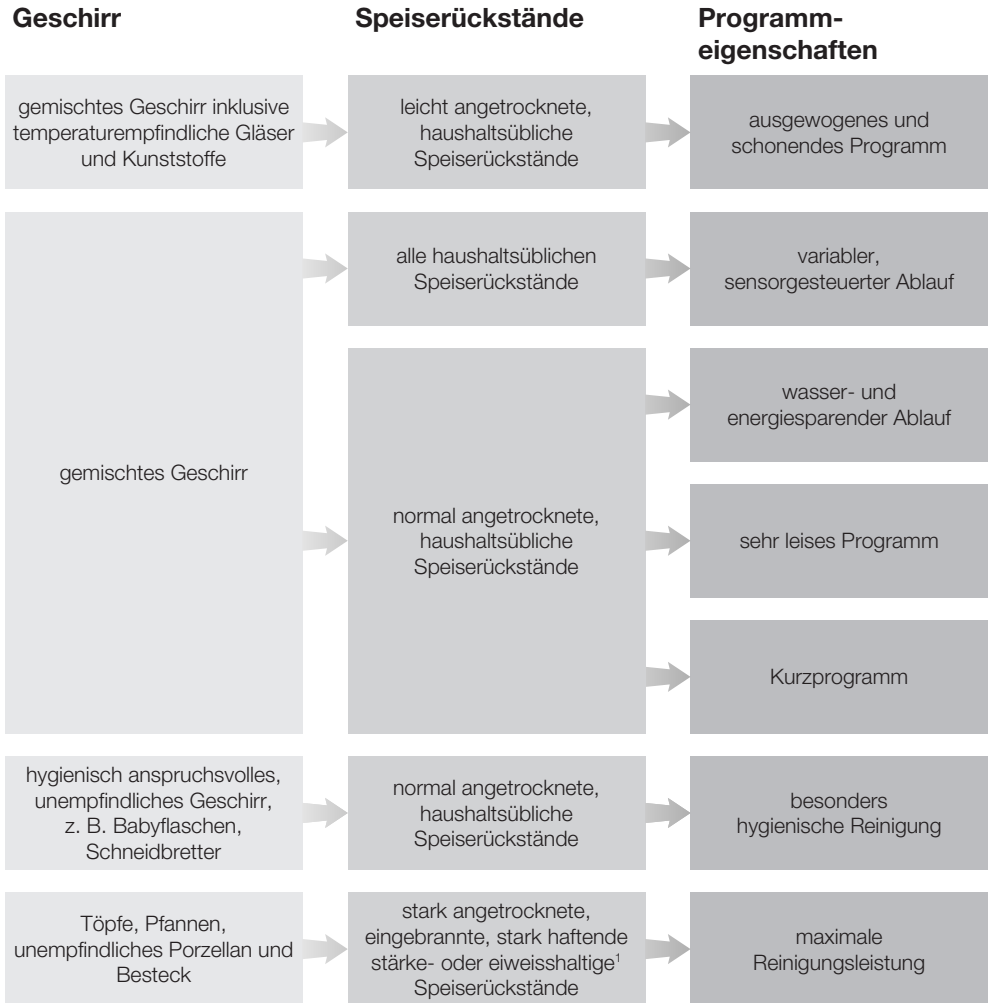 Geschirr
Speiserückstände
Programm-
eigenschaften
gemischtes Geschirr inklusive
temperaturempfindliche Gläser
und Kunststoffe
leicht angetrocknete,
haushaltsübliche
Speiserückstände
ausgewogenes und
schonendes Programm
gemischtes Geschirr
alle haushaltsüblichen
Speiserückstände
variabler,
sensorgesteuerter Ablauf
normal angetrocknete,
haushaltsübliche
Speiserückstände
wasser- und
energiesparender Ablauf
sehr leises Programm
Kurzprogramm
hygienisch anspruchsvolles,
unempfindliches Geschirr,
z. B. Babyflaschen,
Schneidbretter
normal angetrocknete,
haushaltsübliche
Speiserückstände
besonders
hygienische Reinigung
Töpfe, Pfannen,
unempfindliches Porzellan und
Besteck
stark angetrocknete,
eingebrannte, stark haftende
stärke- oder eiweisshaltige¹
Speiserückstände
maximale
Reinigungsleistung